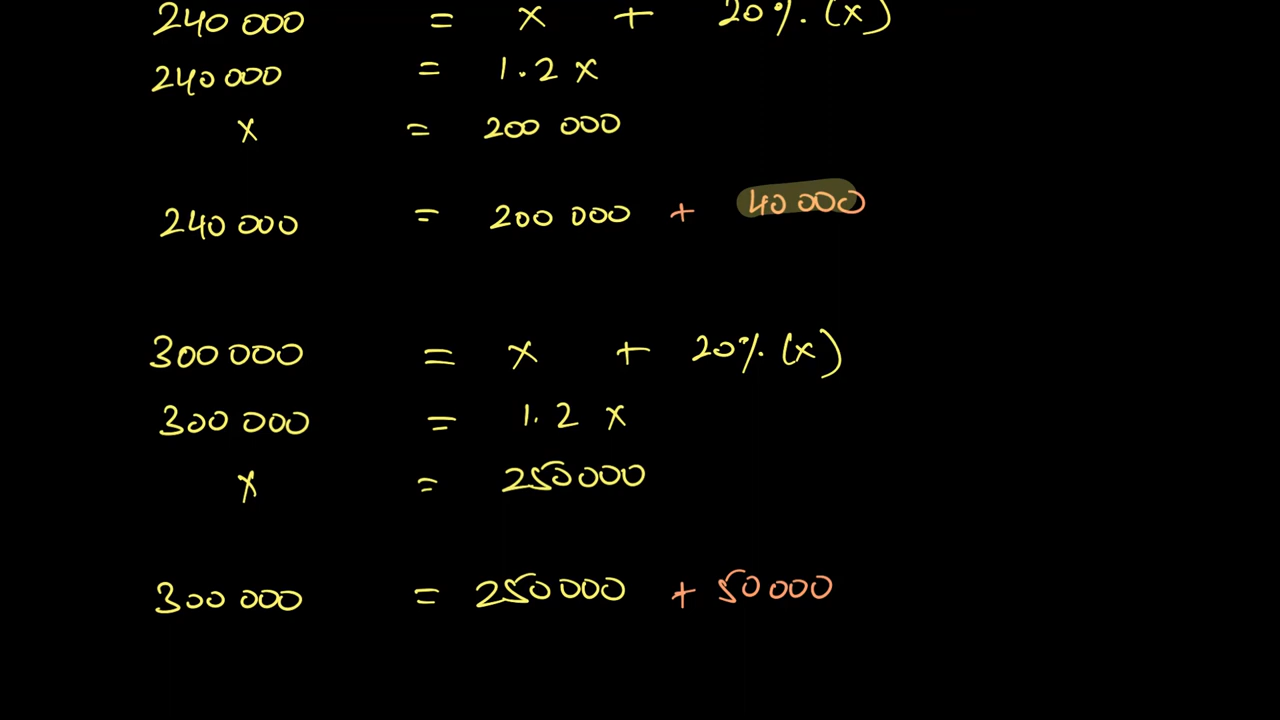 240 000 = x + 20% (x)
240 000 = 1.2 x
x = 200 000
240 000 = 200 000 + 40 000
300 000 = x + 20% (x)
300 000 = 1.2 x
x = 250 000
300 000 = 250 000 + 50 000